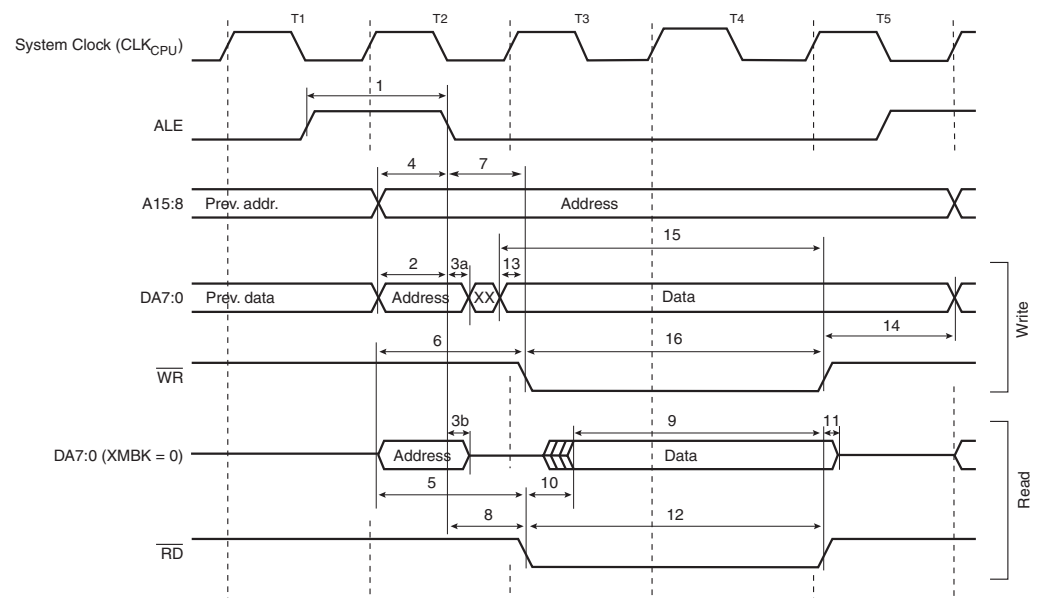 T1 T2 T3 T4 T5
System Clock (CLKCPU)
1
ALE
4 7
A15:8 Prev. addr. Address
15
2 3a 13
DA7:0 Prev. data Address XX Data
14
6 16
WR
Write
3b 9 11
DA7:0 (XMBK = 0) Address Data
5 10
8 12
RD
Read